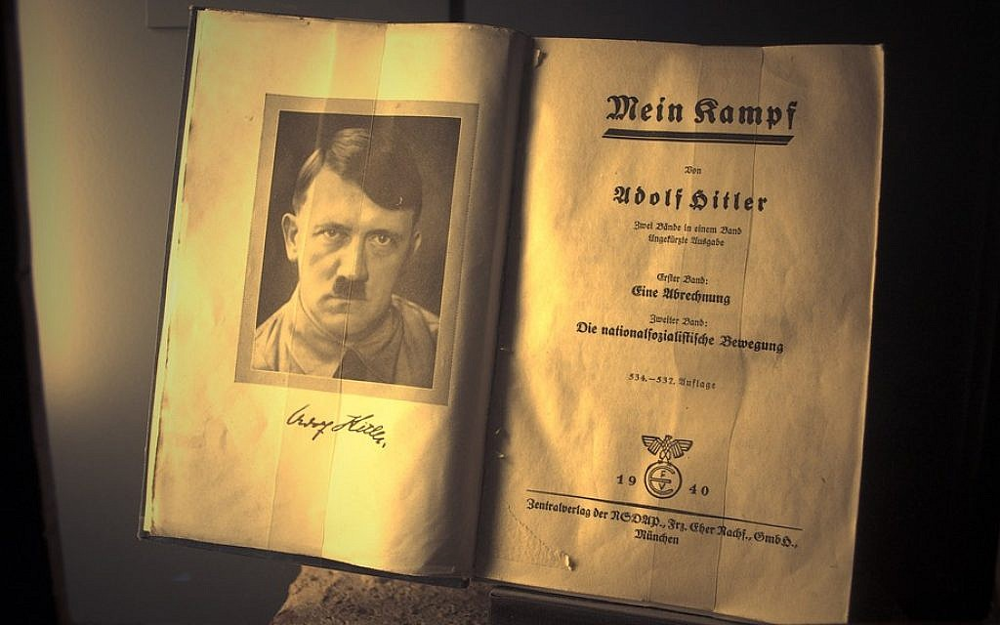 Adolf Hitler.
Mein Kampf
Von
Adolf Hitler
Zwei Bände in einem Band
Ungekürzte Ausgabe
Erster Band:
Eine Abrechnung
Zweiter Band:
Die nationalsozialistische Bewegung
534.–537. Auflage
19 40
Zentralverlag der NSDAP., Frz. Eher Nachf., GmbH.,
München